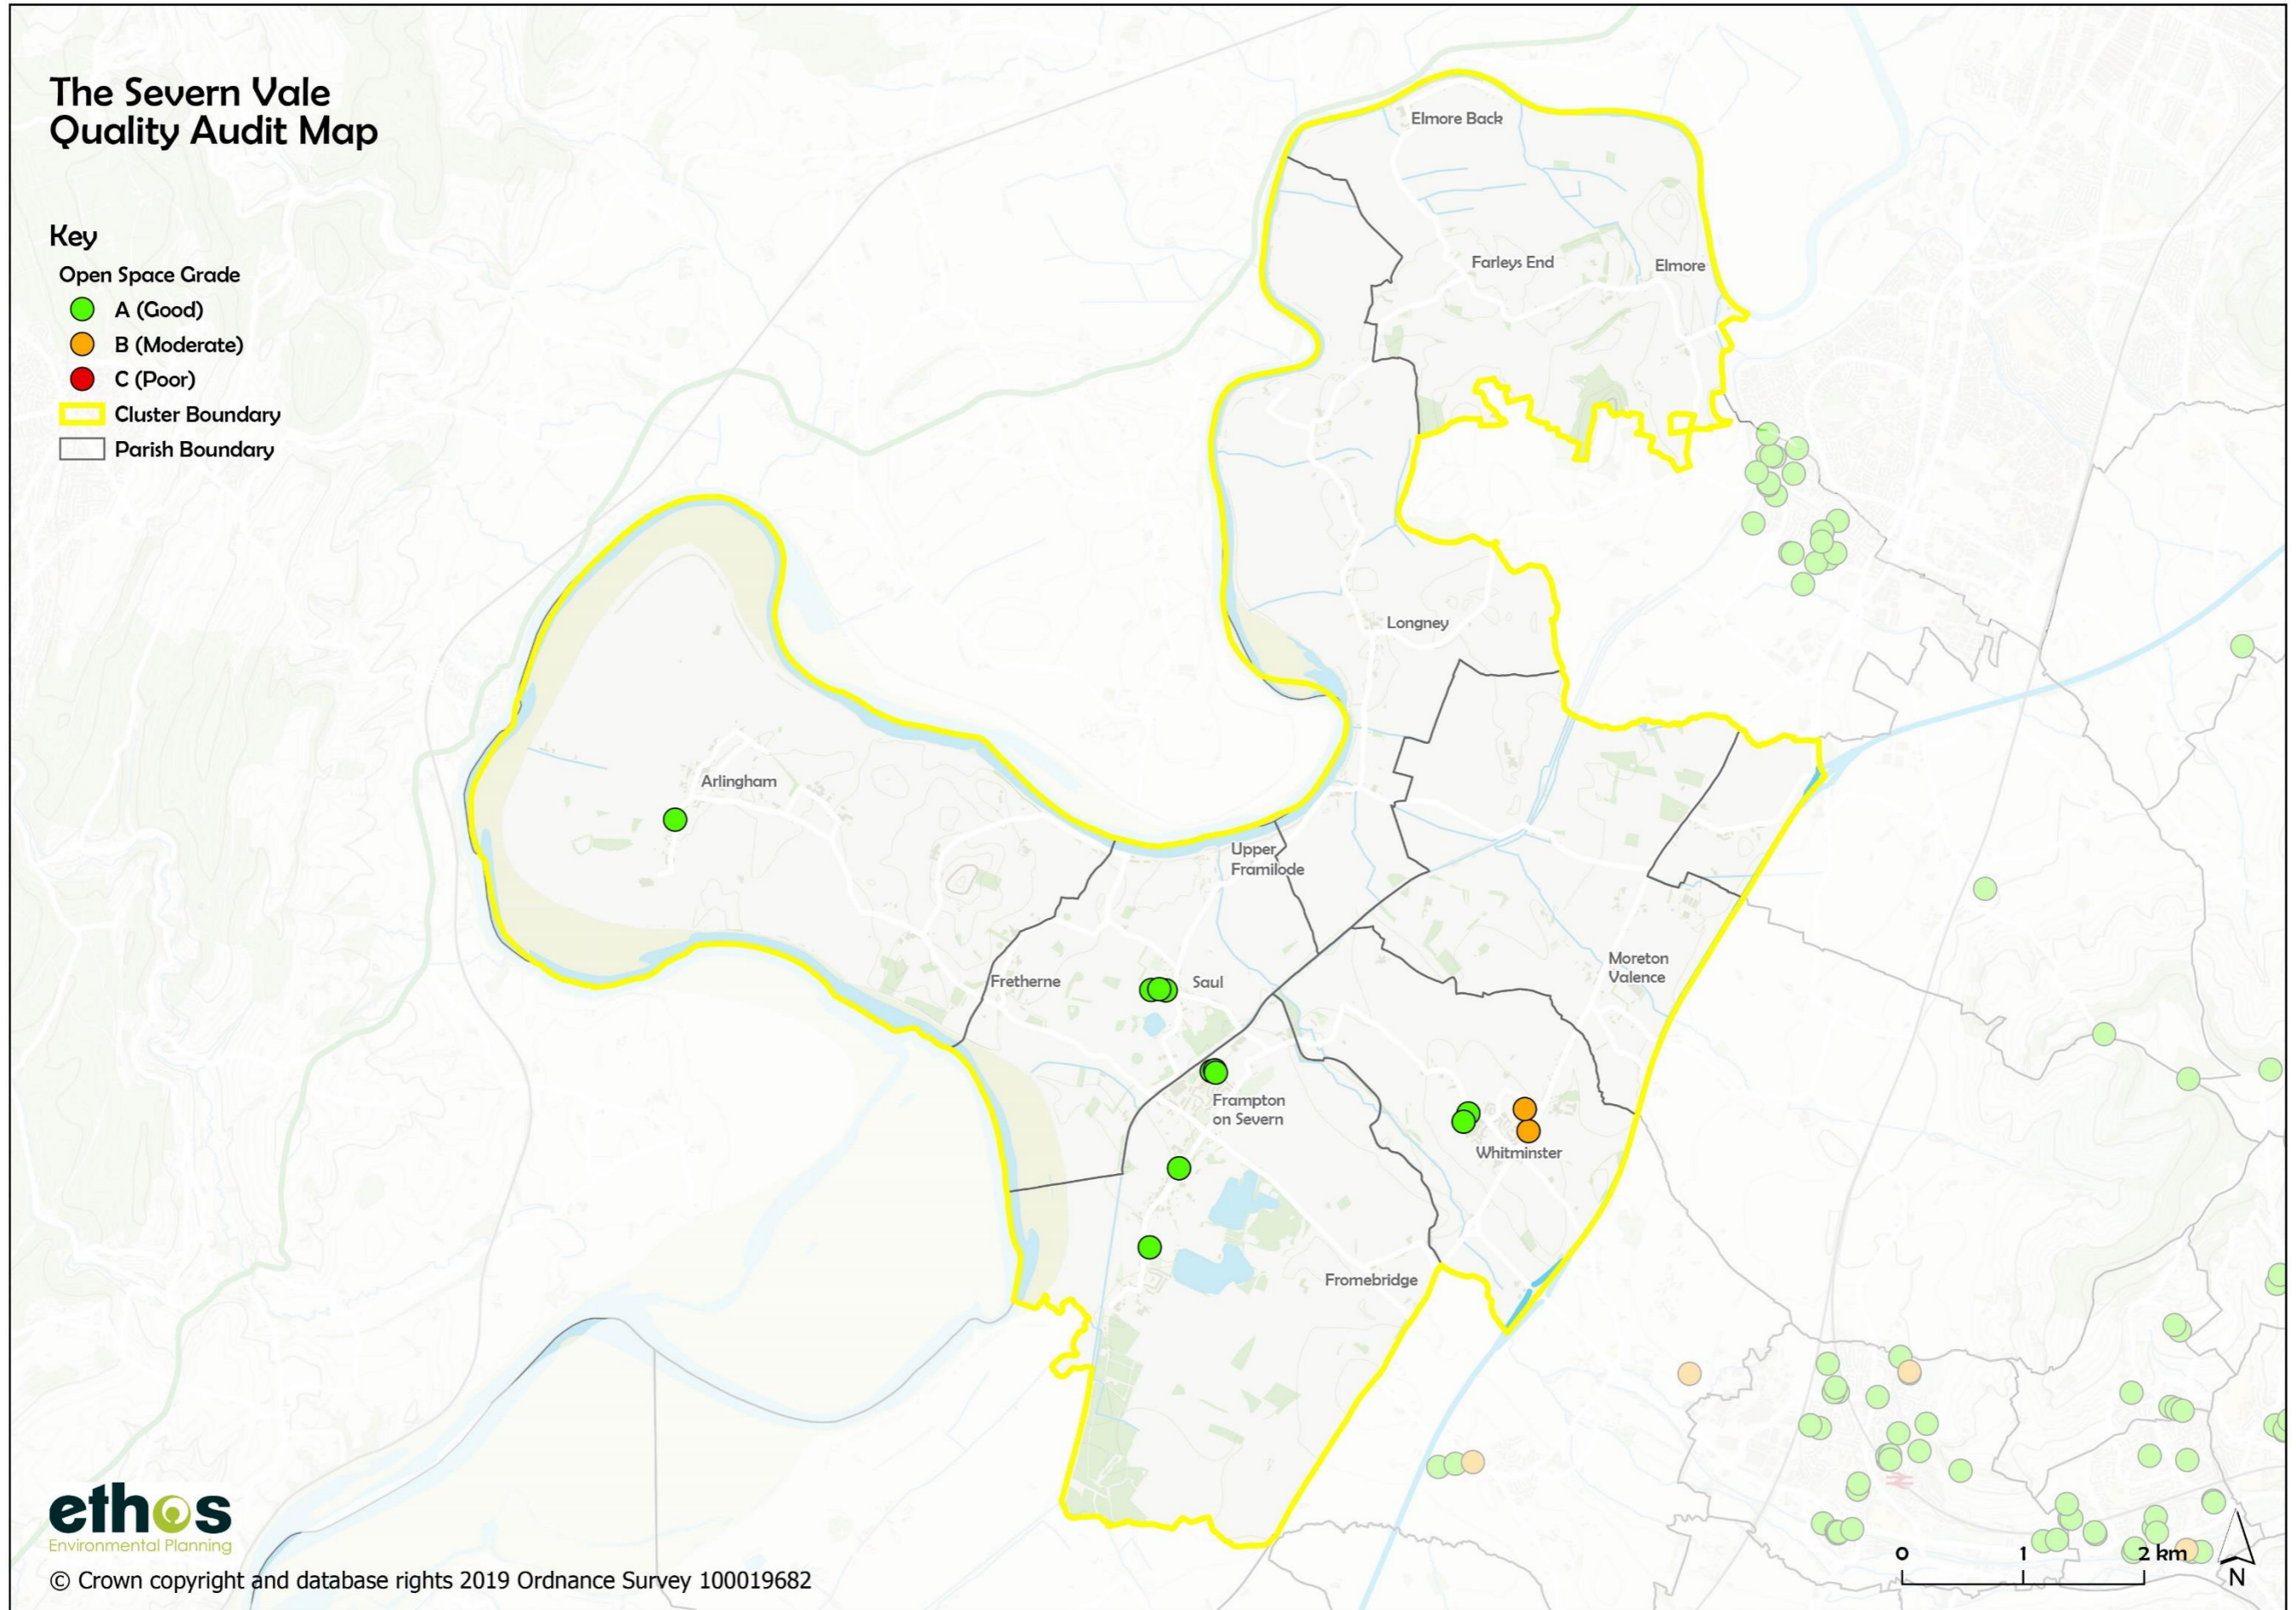 The Severn Vale
Quality Audit Map
Key
Open Space Grade
A (Good)
B (Moderate)
C (Poor)
Cluster Boundary
Parish Boundary
Elmore Back
Farleys End
Elmore
Longney
Arlingham
Upper
Framilode
Moreton
Valence
Fretherne
Saul
Frampton
on Severn
Whitminster
Fromebridge
ethos
Environmental Planning
© Crown copyright and database rights 2019 Ordnance Survey 100019682
0 1 2 km
N